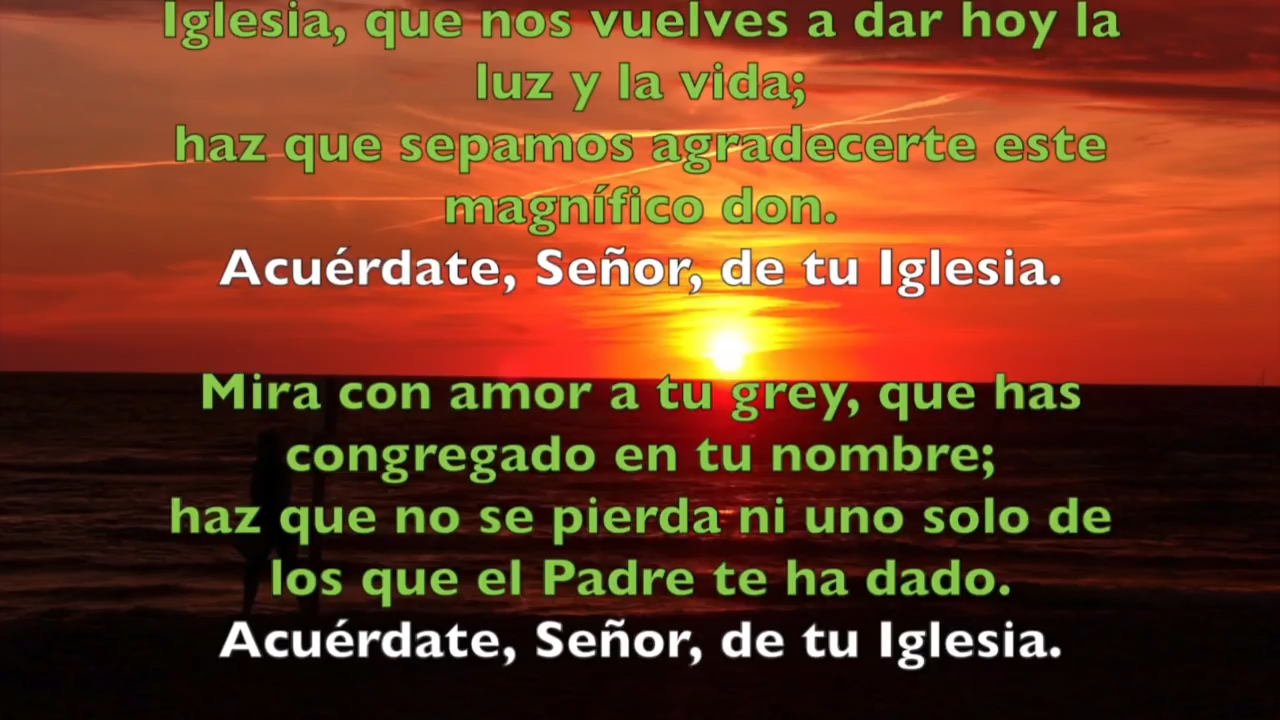 Iglesia, que nos vuelves a dar hoy la
luz y la vida;
haz que sepamos agradecerte este
magnífico don.
Acuérdate, Señor, de tu Iglesia.
Mira con amor a tu grey, que has
congregado en tu nombre;
haz que no se pierda ni uno solo de
los que el Padre te ha dado.
Acuérdate, Señor, de tu Iglesia.